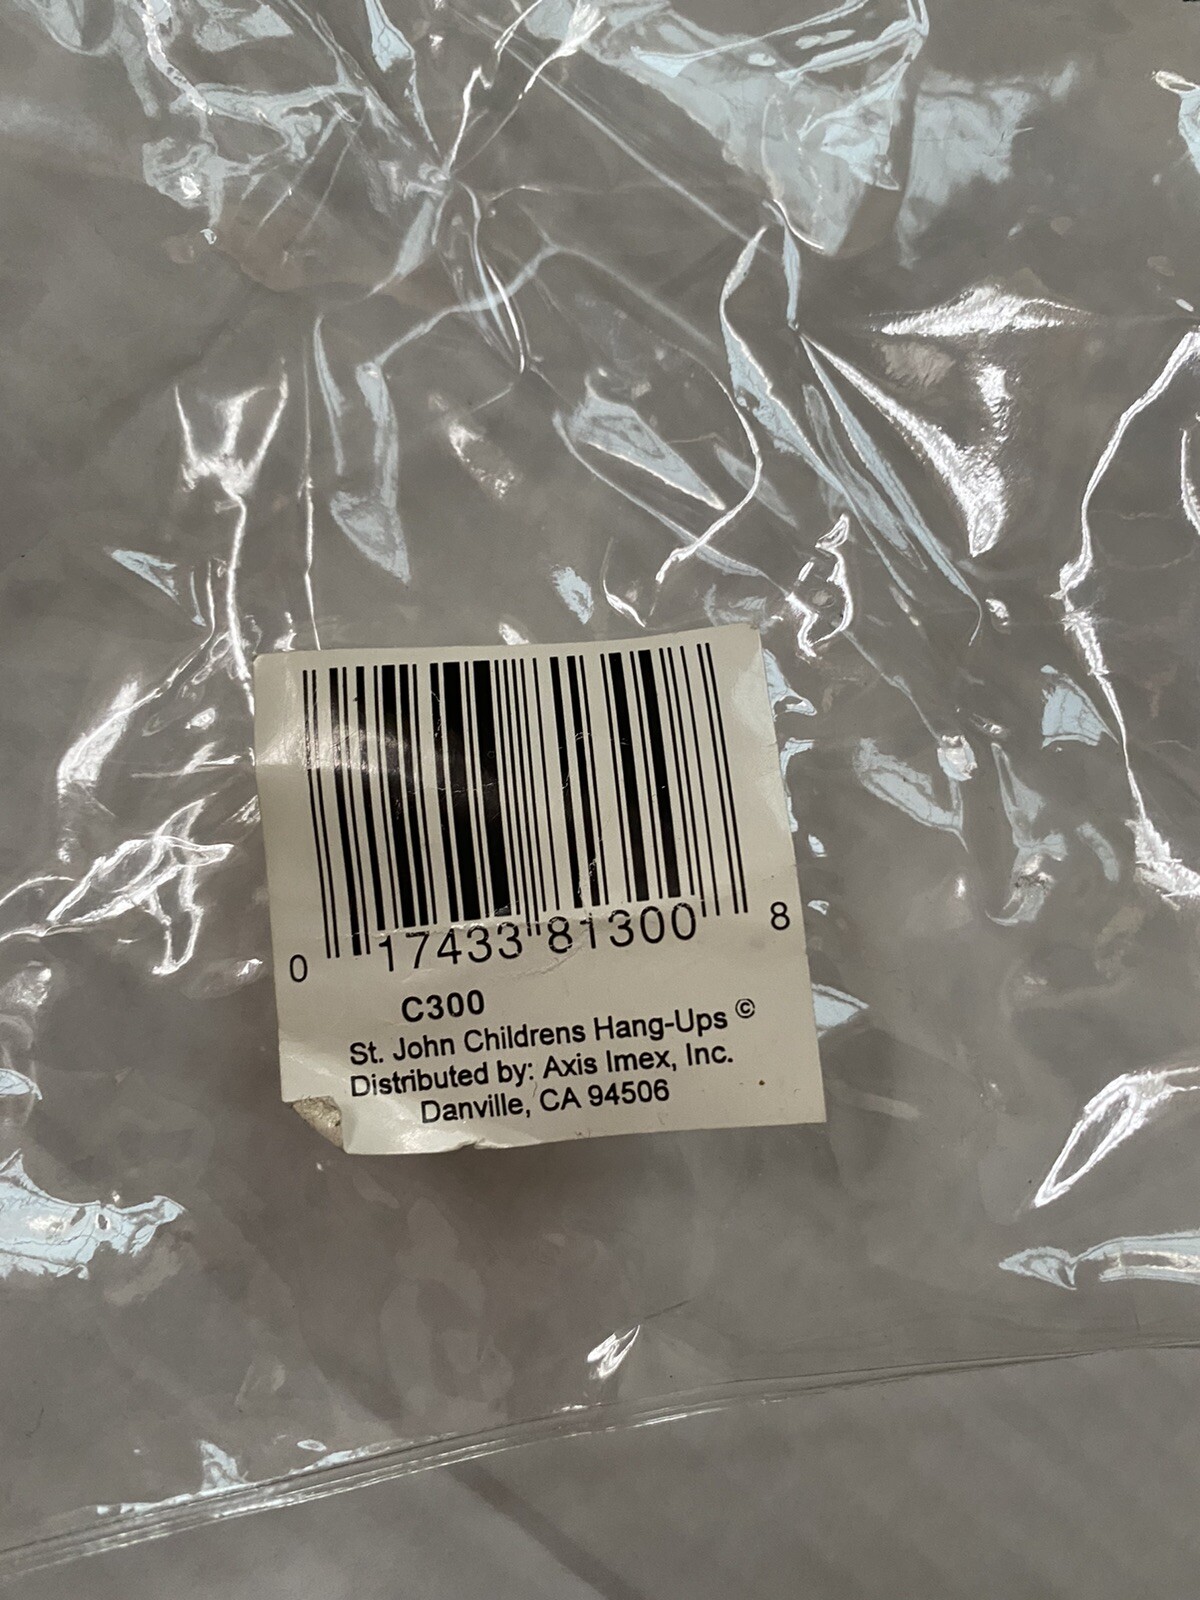 0 17433 81300 8
C300
St. John Childrens Hang-Ups ©
Distributed by: Axis Imex, Inc.
Danville, CA 94506